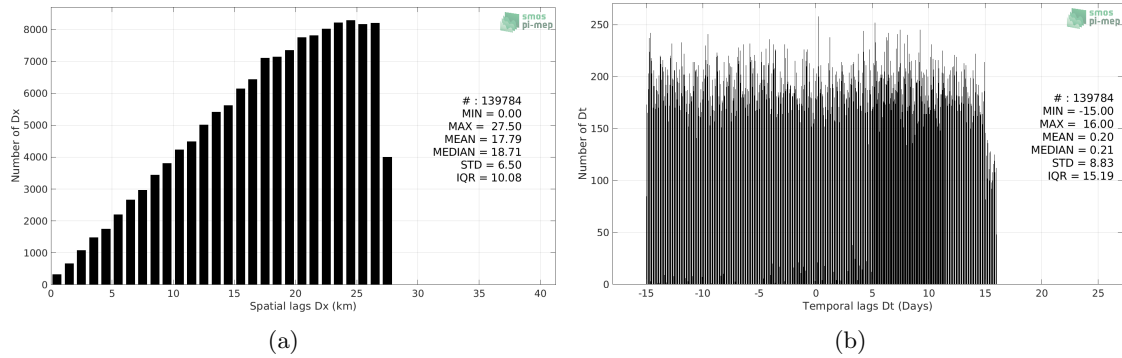 smos
pi-mep
Number of Dx
8000
7000
6000
5000
4000
3000
2000
1000
0
# : 139784
MIN = 0.00
MAX = 27.50
MEAN = 17.79
MEDIAN = 18.71
STD = 6.50
IQR = 10.08
0 5 10 15 20 25 30 35 40
Spatial lags Dx (km)
(a)
smos
pi-mep
Number of Dt
250
200
150
100
50
0
# : 139784
MIN = -15.00
MAX = 16.00
MEAN = 0.20
MEDIAN = 0.21
STD = 8.83
IQR = 15.19
-15 -10 -5 0 5 10 15 20 25
Temporal lags Dt (Days)
(b)